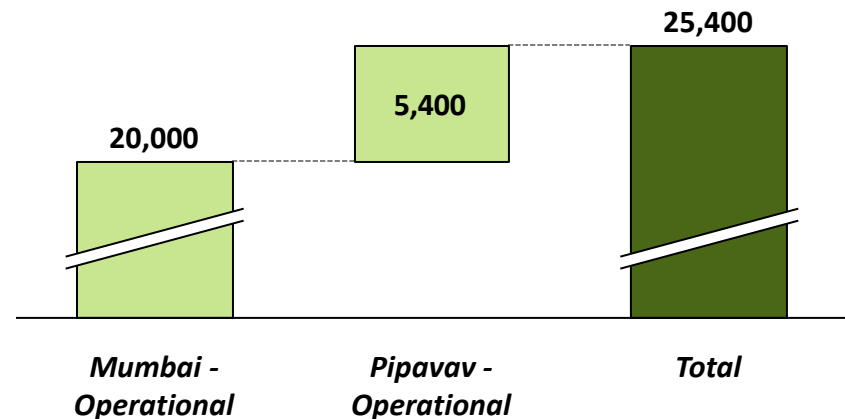 25,400
5,400
20,000
Mumbai -
Operational
Pipavav -
Operational
Total